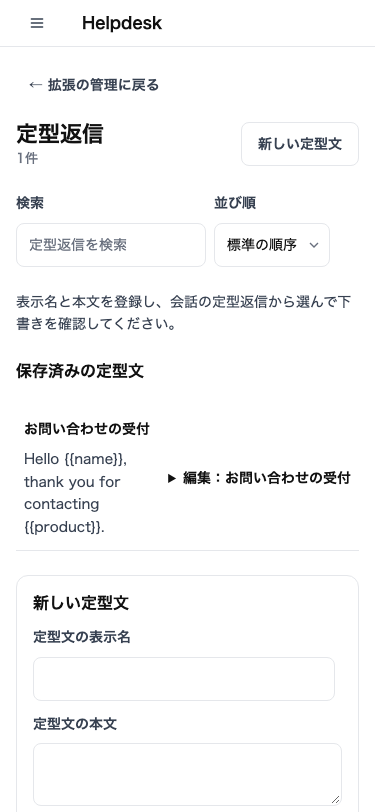 Helpdesk
← 拡張の管理に戻る
定型返信
1件
新しい定型文
検索
並び順
定型返信を検索
標準の順序
表示名と本文を登録し、会話の定型返信から選んで下
書きを確認してください。
保存済みの定型文
お問い合わせの受付
Hello {{name}},
thank you for
contacting
{{product}}.
▶ 編集：お問い合わせの受付
新しい定型文
定型文の表示名
定型文の本文